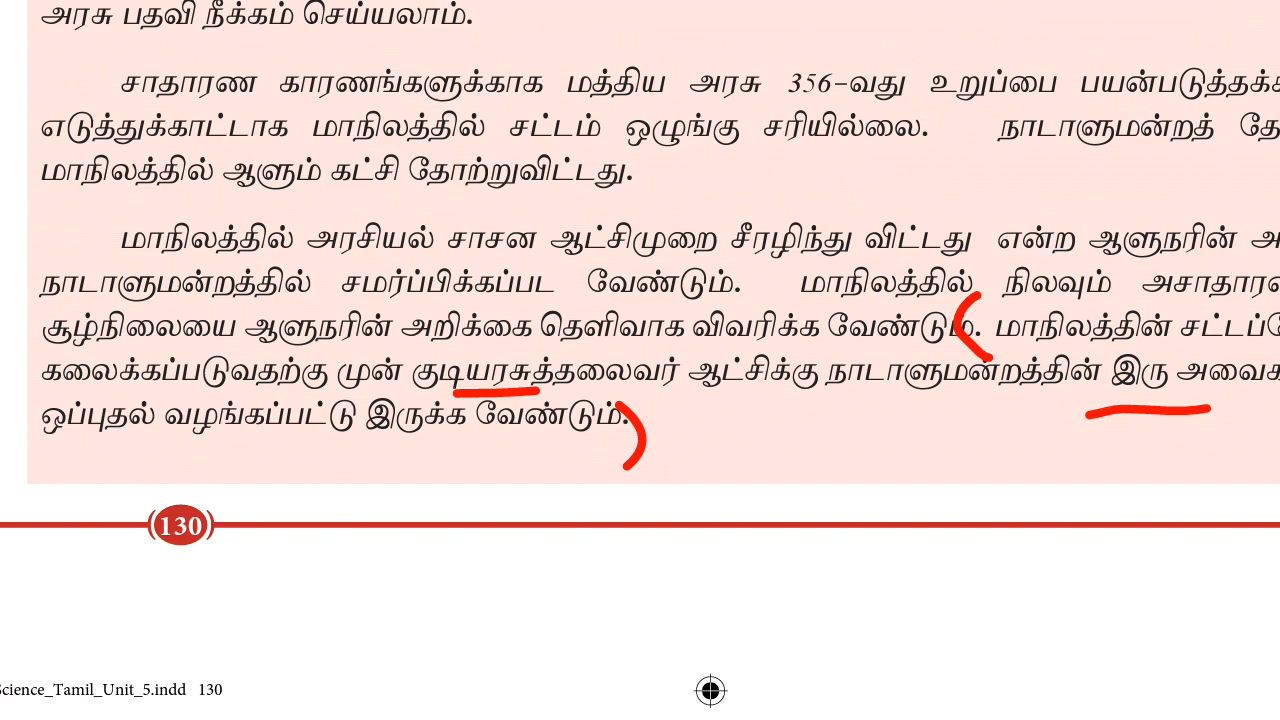 அரசு பதவி நீக்கம் செய்யலாம்.
சாதாரண காரணங்களுக்காக மத்திய அரசு 356-வது உறுப்பை
எடுத்துக்காட்டாக மாநிலத்தில் சட்டம் ஒழுங்கு சரியில்லை. நாடாளுமன்றத்
மாநிலத்தில் ஆளும் கட்சி தோற்றுவிட்டது.
மாநிலத்தில் அரசியல் சாசன ஆட்சிமுறை சீரழிந்து விட்டது என்ற ஆளுநரின்
நாடாளுமன்றத்தில் சமர்ப்பிக்கப்பட வேண்டும். மாநிலத்தில் நிலவும்
சூழ்நிலையை ஆளுநரின் அறிக்கை தெளிவாக விவரிக்க வேண்டும். மாநிலத்தின்
கலைக்கப்படுவதற்கு முன் குடியரசுத்தலைவர் ஆட்சிக்கு நாடாளுமன்றத்தின் இரு
ஒப்புதல் வழங்கப்பட்டு இருக்க வேண்டும்.
130
Science_Tamil_Unit_5.indd 130